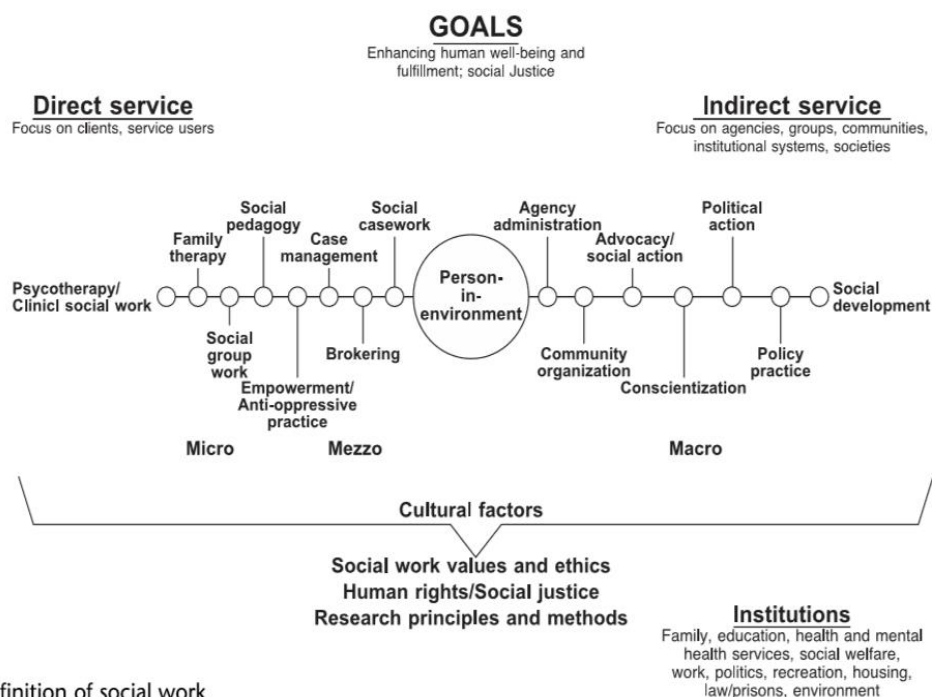 GOALS
Enhancing human well-being and
fulfillment; social Justice
Direct service
Focus on clients, service users
Indirect service
Focus on agencies, groups, communities,
institutional systems, societies
Psycotherapy/
Clinicl social work
Family
therapy
Social
group
work
Social
pedagogy
Empowerment/
Anti-oppressive
practice
Case
management
Brokering
Social
casework
Person-
in-
environment
Agency
administration
Community
organization
Advocacy/
social action
Conscientization
Political
action
Policy
practice
Social
development
Micro
Mezzo
Macro
Cultural factors
Social work values and ethics
Human rights/Social justice
Research principles and methods
Institutions
Family, education, health and mental
health services, social welfare,
work, politics, recreation, housing,
law/prisons, environment
finition of social work